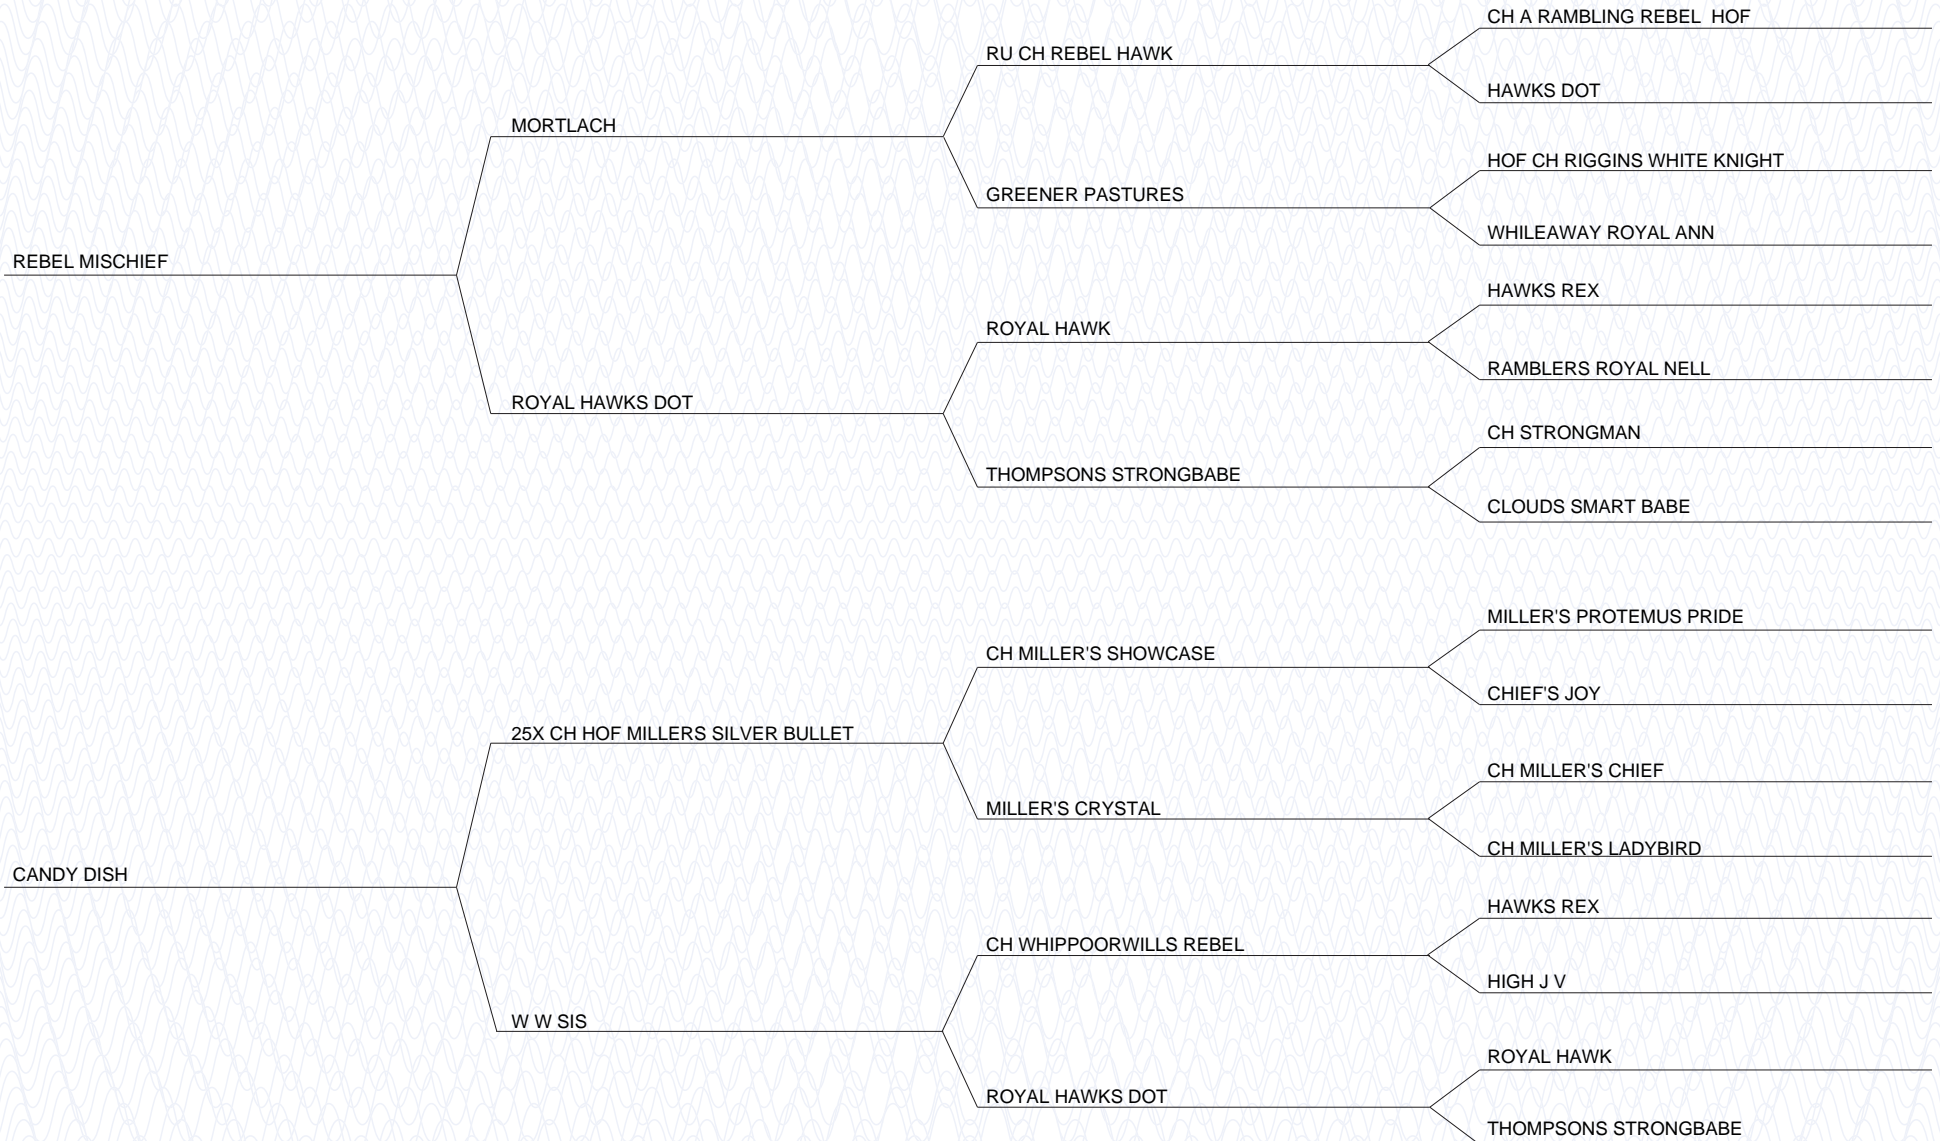 CH A RAMBLING REBEL  HOF
RU CH REBEL HAWK
HAWKS DOT
MORTLACH
HOF CH RIGGINS WHITE KNIGHT
GREENER PASTURES
WHILEAWAY ROYAL ANN
REBEL MISCHIEF
HAWKS REX
ROYAL HAWK
RAMBLERS ROYAL NELL
ROYAL HAWKS DOT
CH STRONGMAN
THOMPSONS STRONGBABE
CLOUDS SMART BABE
MILLER'S PROTEMUS PRIDE
CH MILLER'S SHOWCASE
CHIEF'S JOY
25X CH HOF MILLERS SILVER BULLET
CH MILLER'S CHIEF
MILLER'S CRYSTAL
CH MILLER'S LADYBIRD
CANDY DISH
HAWKS REX
CH WHIPPOORWILLS REBEL
HIGH J V
W W SIS
ROYAL HAWK
ROYAL HAWKS DOT
THOMPSONS STRONGBABE